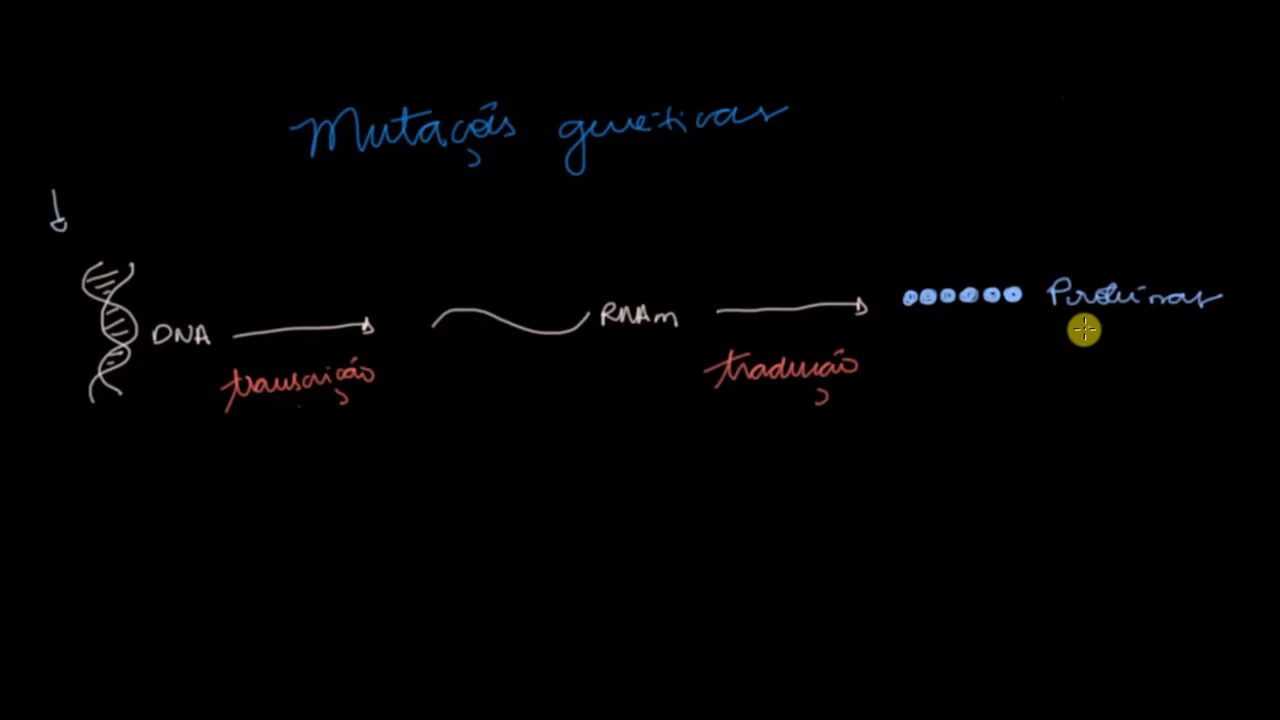 Mutações genéticas
DNA
RNAm
Proteínas
transcrição
tradução